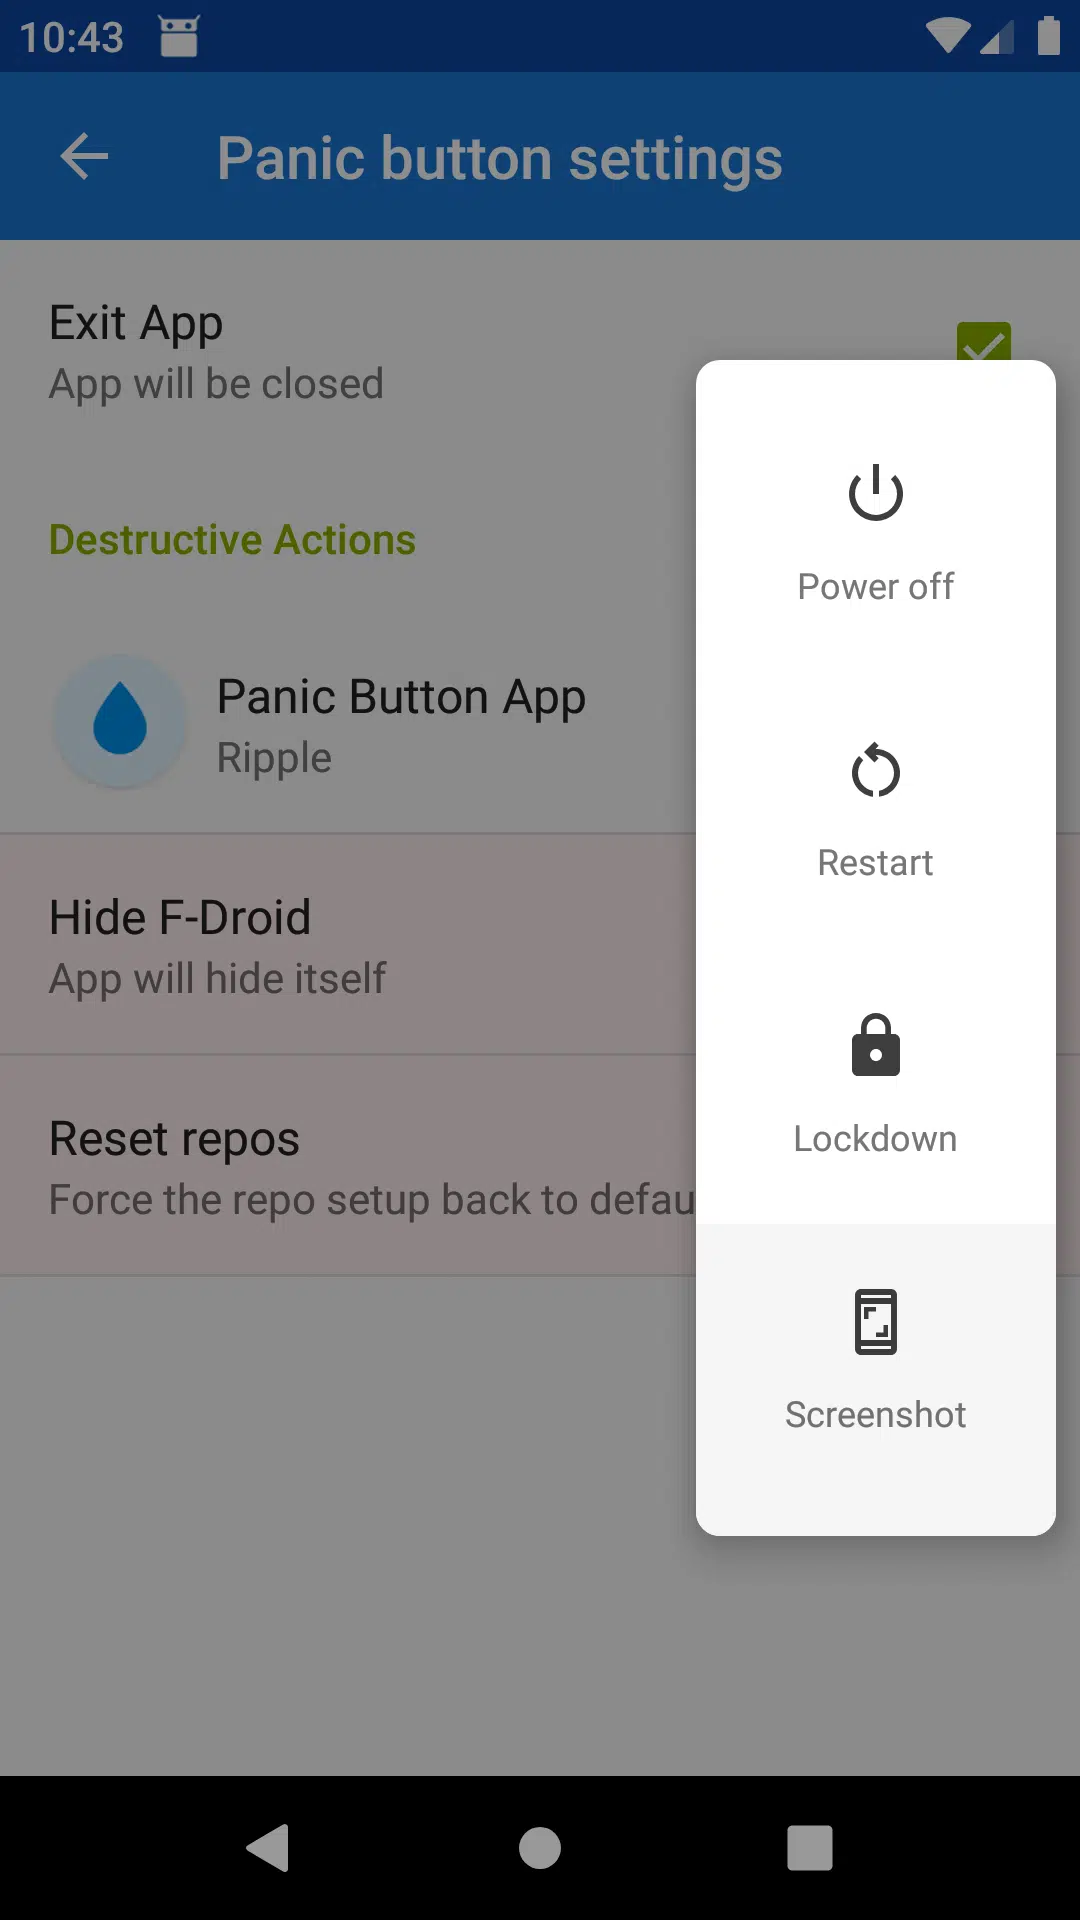 10:43
Panic button settings
Exit App
App will be closed
Destructive Actions
Panic Button App
Ripple
Hide F-Droid
App will hide itself
Reset repos
Force the repo setup back to defau
Power off
Restart
Lockdown
Screenshot